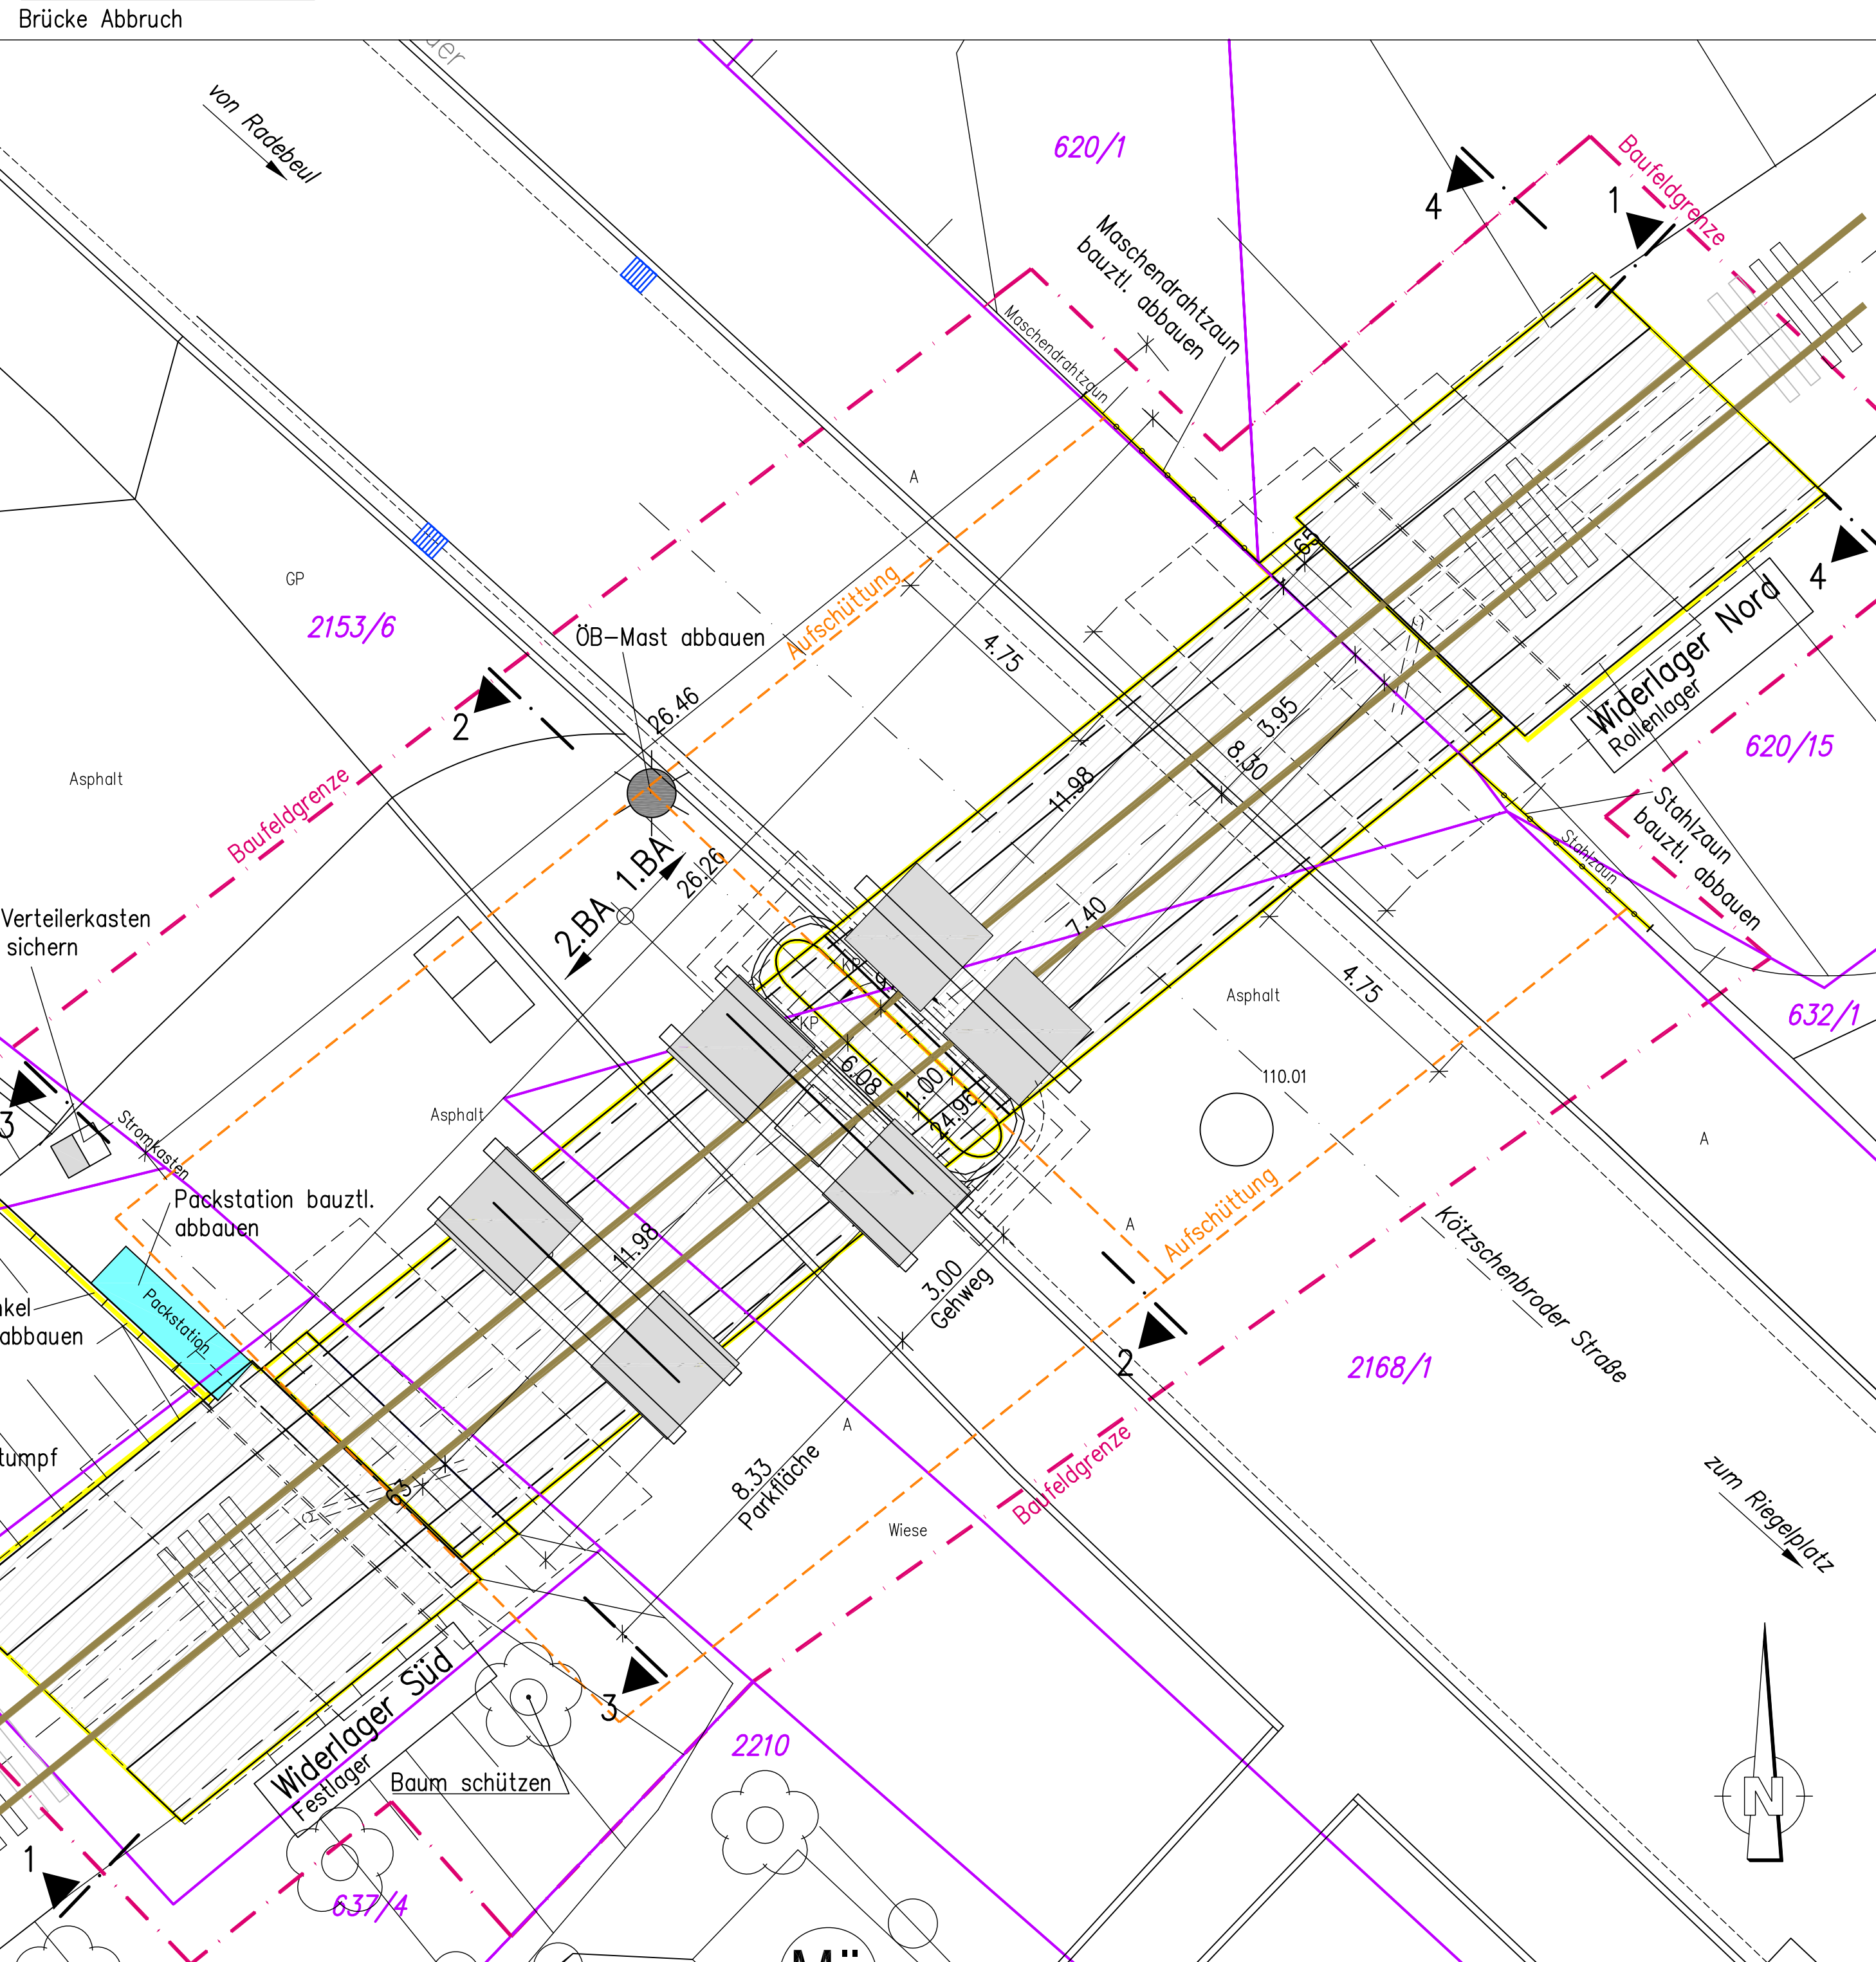 Brücke Abbruch
von Radebeul
620/1
Baufeldgrenze
4
1
Maschendrahtzaun
bauztl. abbauen
Maschendrahtzaun
A
GP
2153/6
ÖB-Mast abbauen
Aufschüttung
4.75
26.46
2
Asphalt
Baufeldgrenze
1.BA
2.BA
26.26
11.98
3.95
8.30
Widerlager Nord
Rollenlager
4
620/15
Stahlzaun
bauztl. abbauen
Stahlzaun
7.40
4.75
Asphalt
632/1
Verteilerkasten
sichern
KP
KP
6.08
1.00
24.96
110.01
A
3
Stromkasten
Asphalt
Packstation bauztl.
abbauen
Packstation
abbauen
11.98
3.00
Gehweg
A
Aufschüttung
2
Kötzschenbroder Straße
2168/1
63
8.33
Parkfläche
A
Baufeldgrenze
Wiese
zum Riegelplatz
Widerlager Süd
Festlager
3
Baum schützen
2210
1
637/4
N